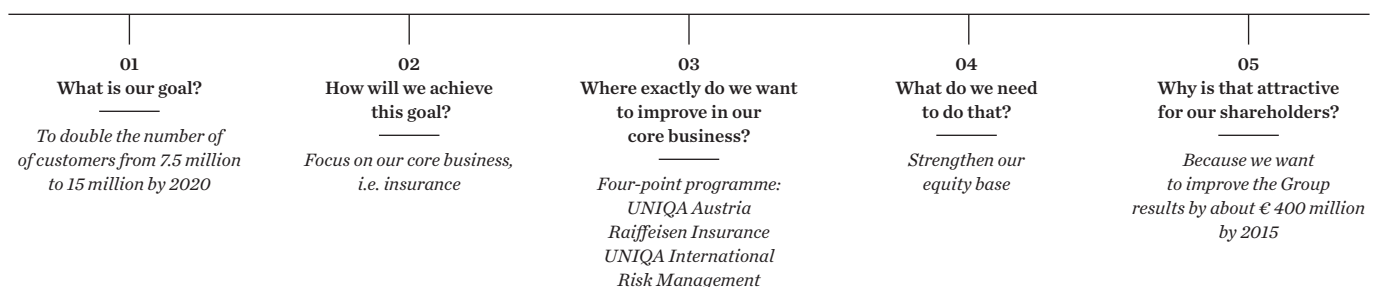 01
What is our goal?
To double the number of
of customers from 7.5 million
to 15 million by 2020
02
How will we achieve
this goal?
Focus on our core business,
i.e. insurance
03
Where exactly do we want
to improve in our
core business?
Four-point programme:
UNIQA Austria
Raiffeisen Insurance
UNIQA International
Risk Management
04
What do we need
to do that?
Strengthen our
equity base
05
Why is that attractive
for our shareholders?
Because we want
to improve the Group
results by about € 400 million
by 2015